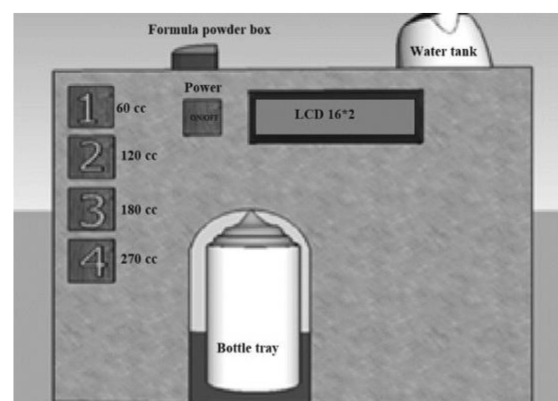 Formula powder box
Water tank
Power
1 60 cc
ON/OFF
LCD 16*2
2 120 cc
3 180 cc
4 270 cc
Bottle tray